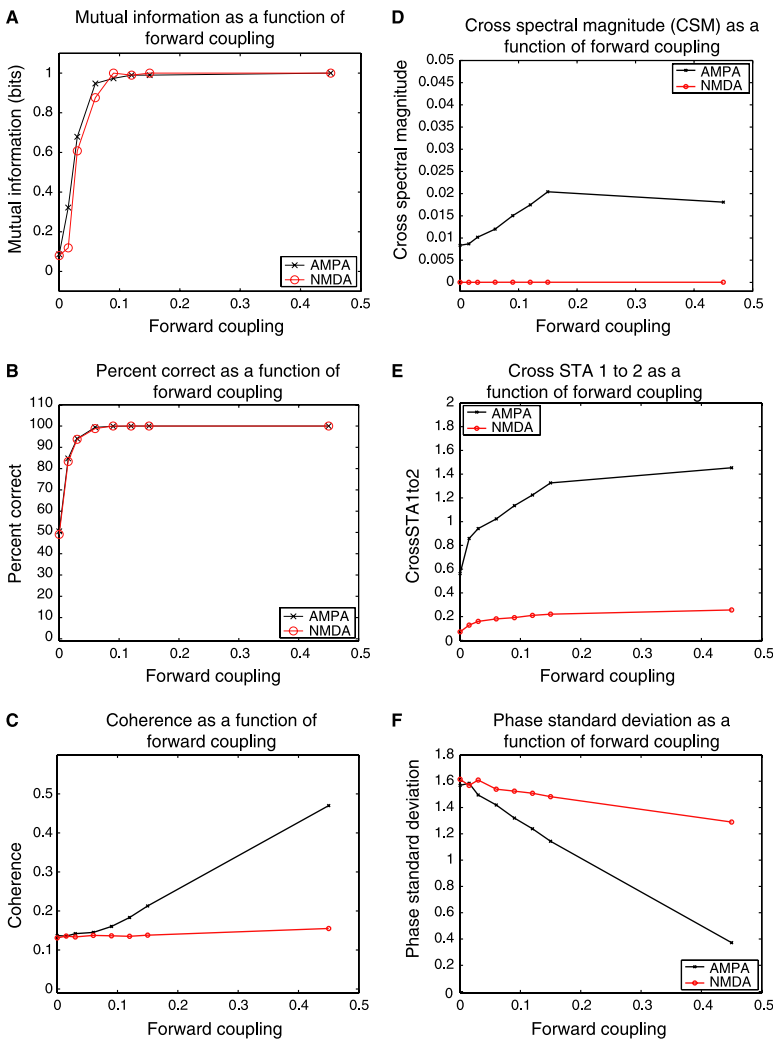 A
Mutual information as a function of
forward coupling
Mutual information (bits)
1
0.8
0.6
0.4
0.2
0
0 0.1 0.2 0.3 0.4 0.5
AMPA
NMDA
Forward coupling
B
Percent correct as a function of
forward coupling
Percent correct
110
100
90
80
70
60
50
40
30
20
10
0
0 0.1 0.2 0.3 0.4 0.5
AMPA
NMDA
Forward coupling
C
Coherence as a function of
forward coupling
Coherence
0.5
0.4
0.3
0.2
0.1
0
0 0.1 0.2 0.3 0.4 0.5
AMPA
NMDA
Forward coupling
D
Cross spectral magnitude (CSM) as a
function of forward coupling
Cross spectral magnitude
0.05
0.045
0.04
0.035
0.03
0.025
0.02
0.015
0.01
0.005
0
0 0.1 0.2 0.3 0.4 0.5
AMPA
NMDA
Forward coupling
E
Cross STA 1 to 2 as a
function of forward coupling
CrossSTA1to2
2
1.8
1.6
1.4
1.2
1
0.8
0.6
0.4
0.2
0
0 0.1 0.2 0.3 0.4 0.5
AMPA
NMDA
Forward coupling
F
Phase standard deviation as a
function of forward coupling
Phase standard deviation
1.8
1.6
1.4
1.2
1
0.8
0.6
0.4
0.2
0
0 0.1 0.2 0.3 0.4 0.5
AMPA
NMDA
Forward coupling